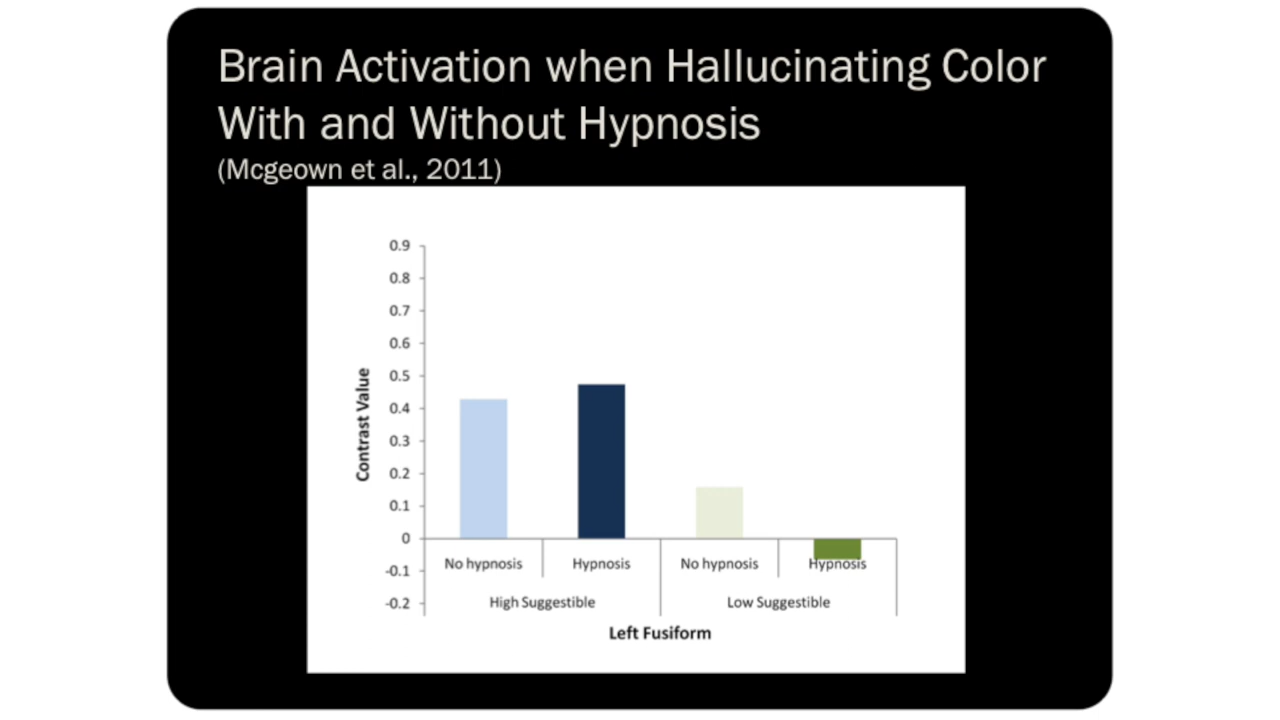 Brain Activation when Hallucinating Color
With and Without Hypnosis
(Mcgeown et al., 2011)
0.9
0.8
0.7
0.6
0.5
0.4
0.3
0.2
0.1
0
-0.1
-0.2
Contrast Value
No hypnosis Hypnosis No hypnosis Hypnosis
High Suggestible Low Suggestible
Left Fusiform